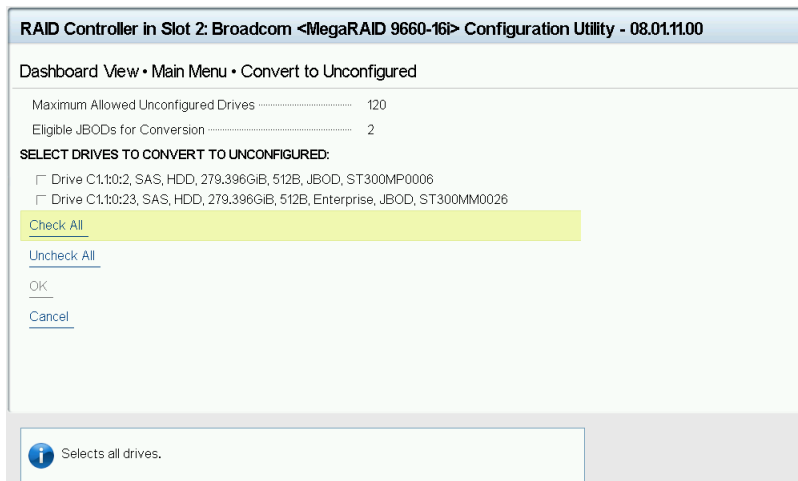 RAID Controller in Slot 2: Broadcom <MegaRAID 9660-16i> Configuration Utility - 08.01.11.00
Dashboard View • Main Menu • Convert to Unconfigured
Maximum Allowed Unconfigured Drives 120
Eligible JBODs for Conversion 2
SELECT DRIVES TO CONVERT TO UNCONFIGURED:
Drive C1.1:0:2, SAS, HDD, 279.396GiB, 512B, JBOD, ST300MP0006
Drive C1.1:0:23, SAS, HDD, 279.396GiB, 512B, Enterprise, JBOD, ST300MM0026
Check All
Uncheck All
OK
Cancel
Selects all drives.